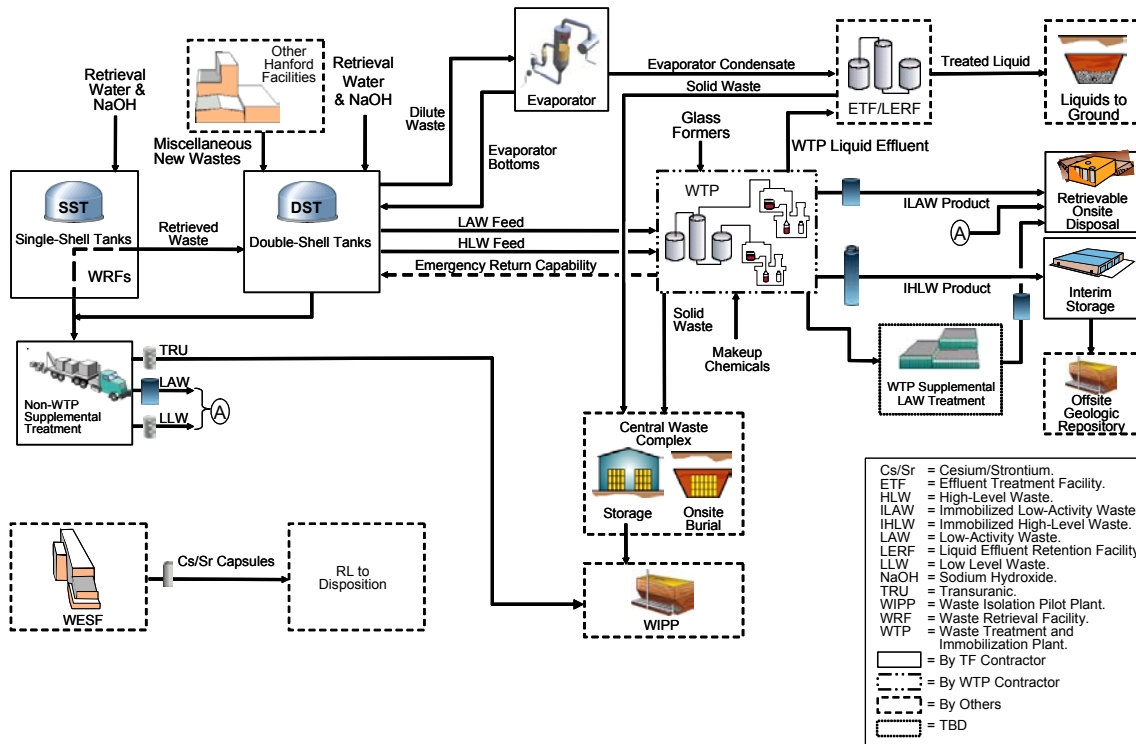 Other
Hanford
Facilities
Retrieval
Water &
NaOH
Retrieval
Water
& NaOH
Miscellaneous
New Wastes
Dilute
Waste
Evaporator
Bottoms
Evaporator
Evaporator Condensate
Solid Waste
ETF/LERF
Treated Liquid
Liquids to
Ground
Glass
Formers
WTP Liquid Effluent
SST
Single-Shell Tanks
WRFs
Retrieved
Waste
DST
Double-Shell Tanks
LAW Feed
HLW Feed
Emergency Return Capability
WTP
ILAW Product
A
Retrievable
Onsite
Disposal
IHLW Product
Interim
Storage
Solid
Waste
Makeup
Chemicals
WTP Supplemental
LAW Treatment
Offsite
Geologic
Repository
Non-WTP
Supplemental
Treatment
TRU
LAW
LLW
A
Central Waste
Complex
Storage
Onsite
Burial
WIPP
WESF
Cs/Sr Capsules
RL to
Disposition
Cs/Sr = Cesium/Strontium.
ETF = Effluent Treatment Facility.
HLW = High-Level Waste.
ILAW = Immobilized Low-Activity Waste
IHLW = Immobilized High-Level Waste.
LAW = Low-Activity Waste.
LERF = Liquid Effluent Retention Facility
LLW = Low Level Waste.
NaOH = Sodium Hydroxide.
TRU = Transuranic.
WIPP = Waste Isolation Pilot Plant.
WRF = Waste Retrieval Facility.
WTP = Waste Treatment and
Immobilization Plant.
= By TF Contractor
= By WTP Contractor
= By Others
= TBD